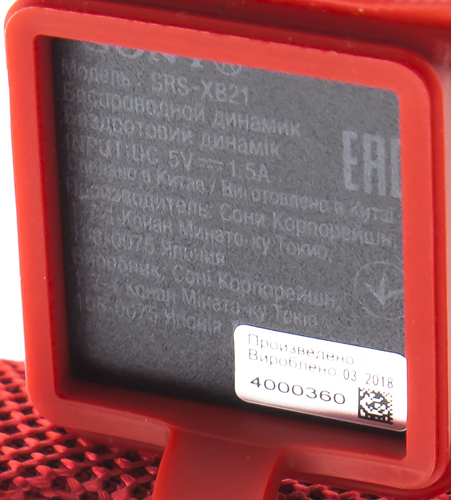 SONY®
Модель: SRS-XB21
Беспроводной динамик
Бездротовий динамік
INPUT:DC 5V⎓1.5A
EAC
Сделано в Китае / Виготовлено в Китаї
Производитель: Сони Корпорейшн,
1-7-1 Конан Минато-ку Токио,
108-0075 Япония
Виробник: Соні Корпорейшн,
1-7-1 Конан Мінато-ку Токіо
108-0075 Японія
Произведено
Вироблено 03 2018
4000360